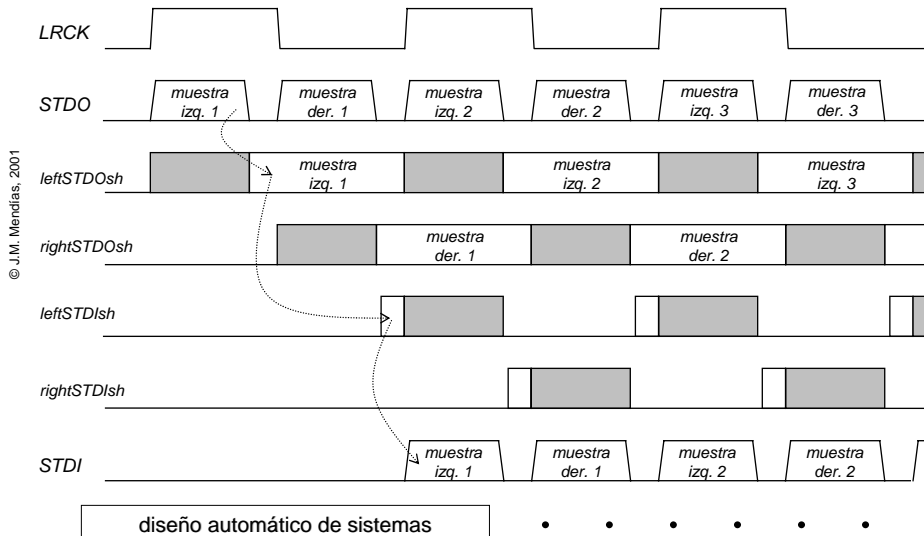 LRCK
STDO
muestra
izq. 1
muestra
der. 1
muestra
izq. 2
muestra
der. 2
muestra
izq. 3
muestra
der. 3
leftSTDOsh
muestra
izq. 1
muestra
izq. 2
muestra
izq. 3
rightSTDOsh
muestra
der. 1
muestra
der. 2
leftSTDIsh
rightSTDIsh
STDI
muestra
izq. 1
muestra
der. 1
muestra
izq. 2
muestra
der. 2
© J.M. Mendías, 2001
diseño automático de sistemas